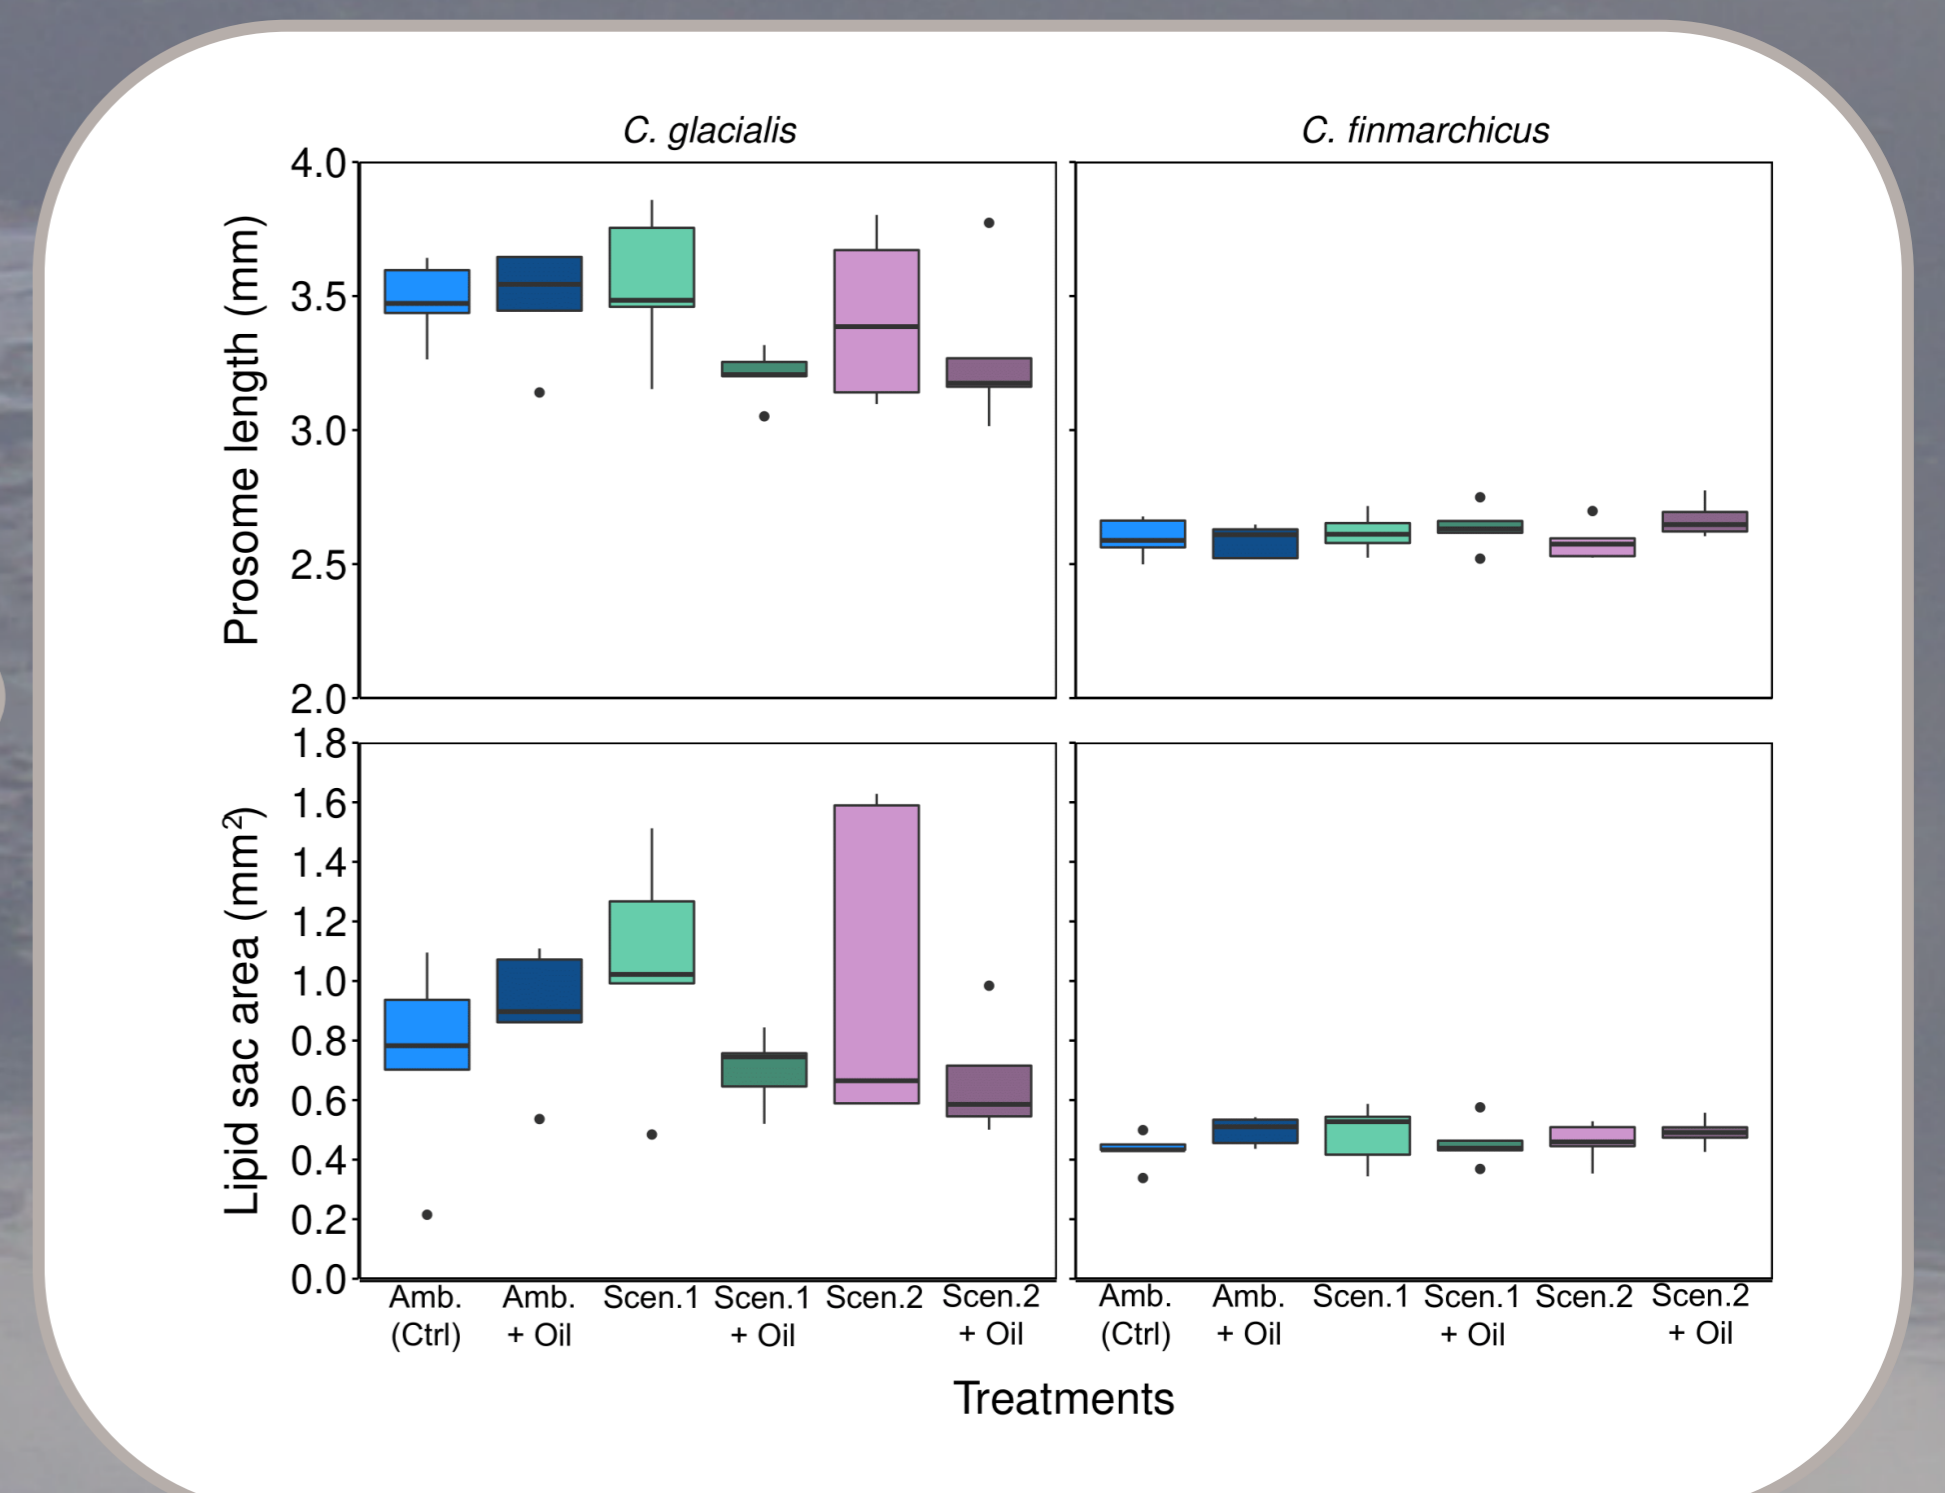 C. glacialis
C. finmarchicus
Prosome length (mm)
4.0
3.5
3.0
2.5
2.0
Lipid sac area (mm²)
1.8
1.6
1.4
1.2
1.0
0.8
0.6
0.4
0.2
0.0
Amb. Amb. Scen.1 Scen.1 Scen.2 Scen.2 Amb. Amb. Scen.1 Scen.1 Scen.2 Scen.2
(Ctrl) + Oil + Oil + Oil (Ctrl) + Oil + Oil + Oil
Treatments